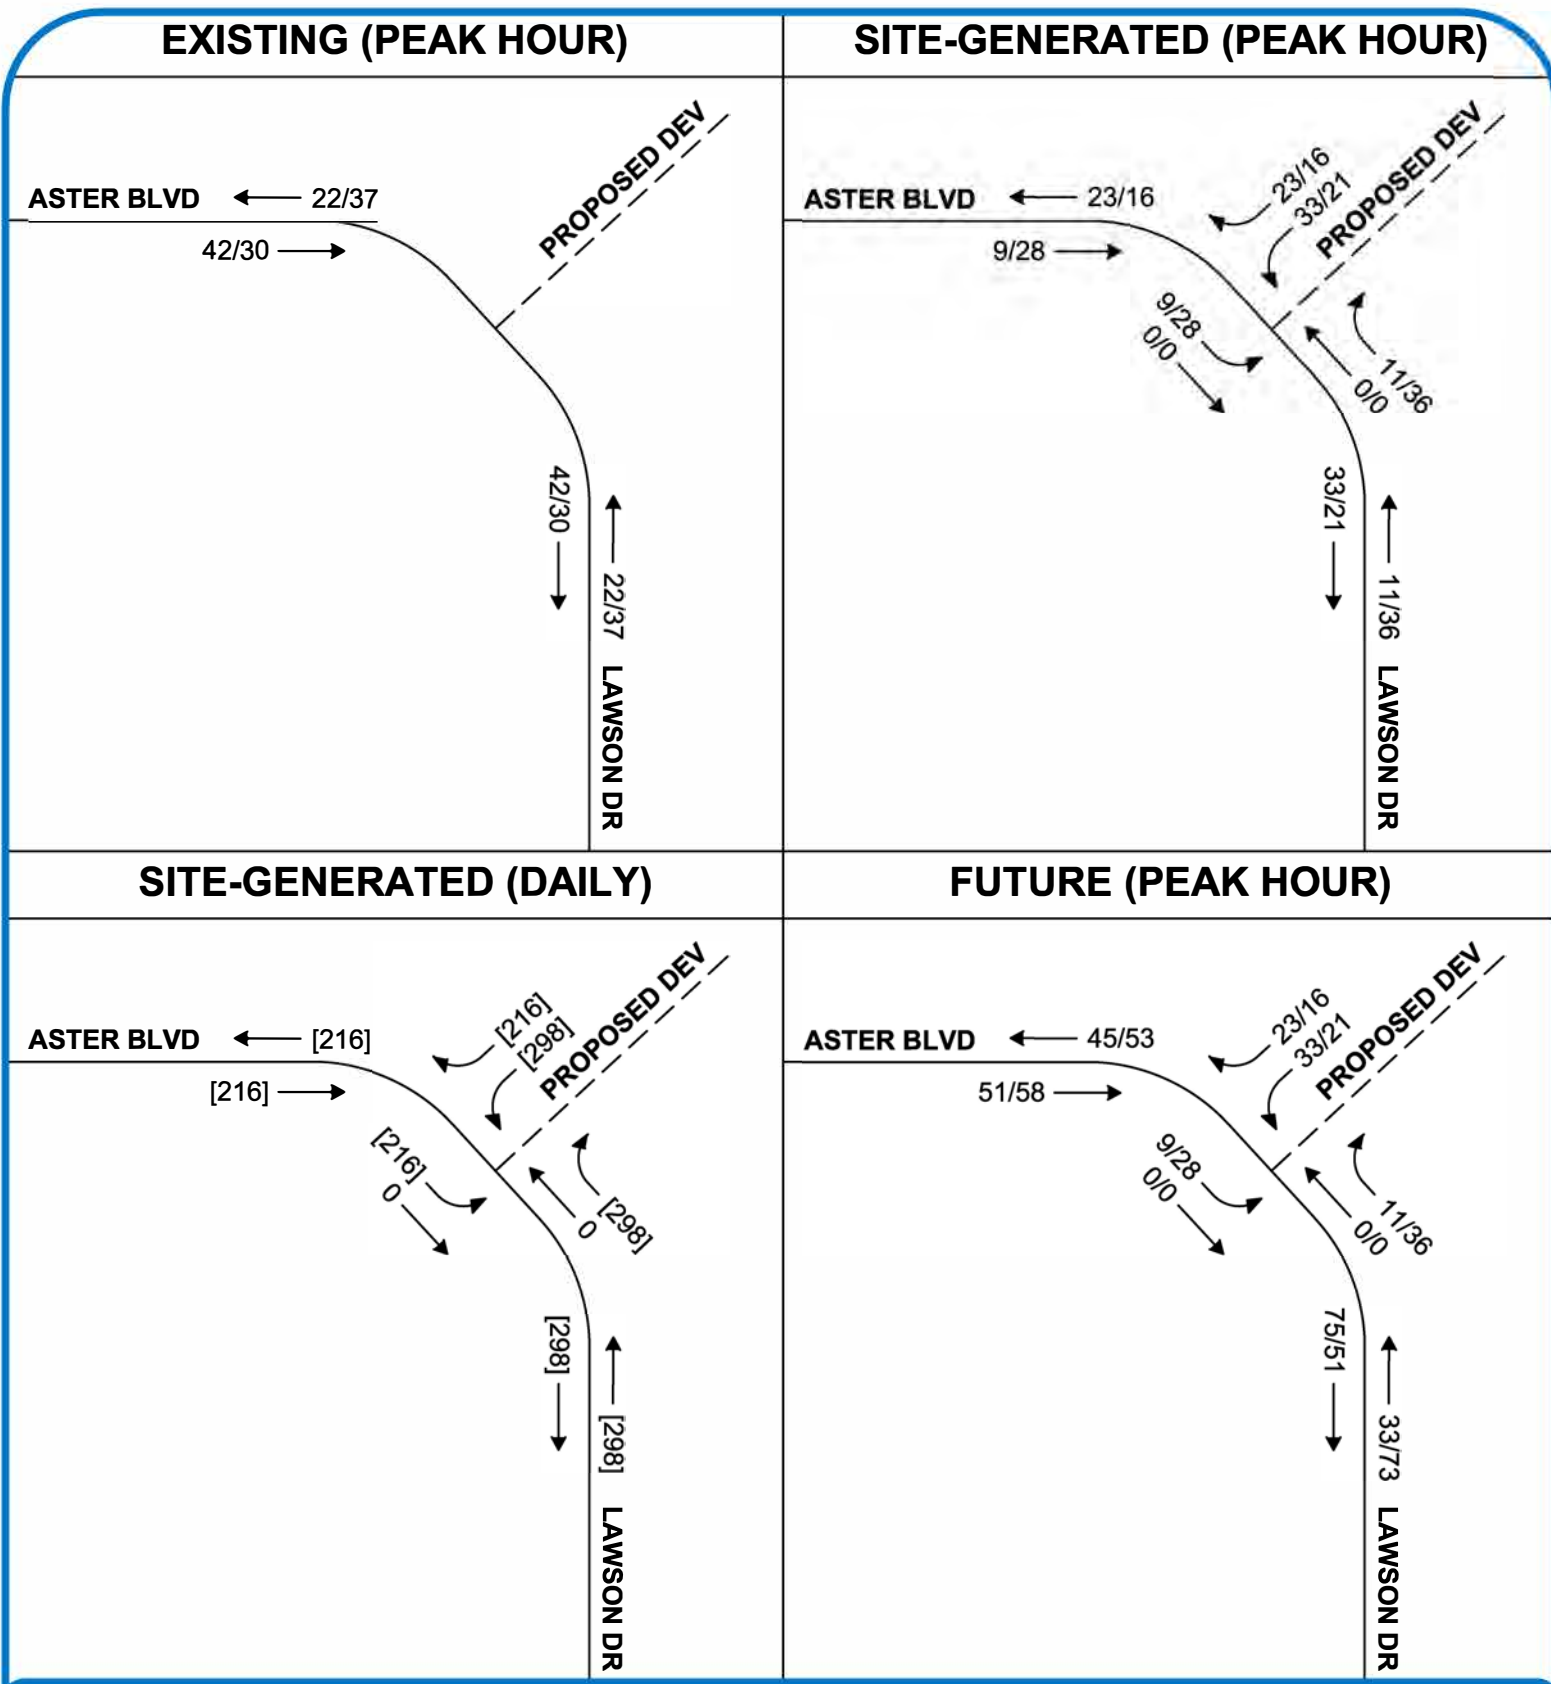 EXISTING (PEAK HOUR)
PROPOSED DEV
ASTER BLVD
22/37
42/30
42/30
22/37
LAWSON DR
SITE-GENERATED (PEAK HOUR)
23/16
33/21
PROPOSED DEV
ASTER BLVD
23/16
9/28
9/28
0/0
11/36
0/0
33/21
11/36
LAWSON DR
SITE-GENERATED (DAILY)
[216]
[298]
PROPOSED DEV
ASTER BLVD
[216]
[216]
[216]
0
[298]
0
[298]
[298]
LAWSON DR
FUTURE (PEAK HOUR)
23/16
33/21
PROPOSED DEV
ASTER BLVD
45/53
51/58
9/28
0/0
11/36
0/0
75/51
33/73
LAWSON DR